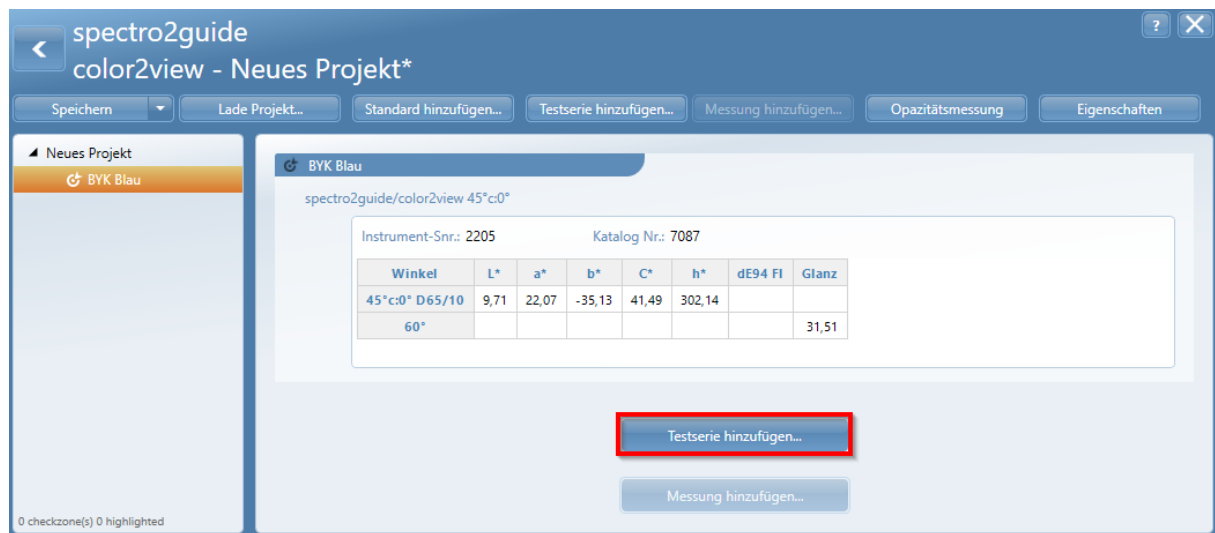 spectro2guide
color2view - Neues Projekt*
?
Speichern Lade Projekt... Standard hinzufügen... Testserie hinzufügen... Messung hinzufügen... Opazitätsmessung Eigenschaften
Neues Projekt
BYK Blau
BYK Blau
spectro2guide/color2view 45°c:0°
Instrument-Snr.: 2205 Katalog Nr.: 7087
Winkel L* a* b* C* h* dE94 Fl Glanz
45°c:0° D65/10 9,71 22,07 -35,13 41,49 302,14
60° 31,51
Testserie hinzufügen...
Messung hinzufügen...
0 checkzone(s) 0 highlighted